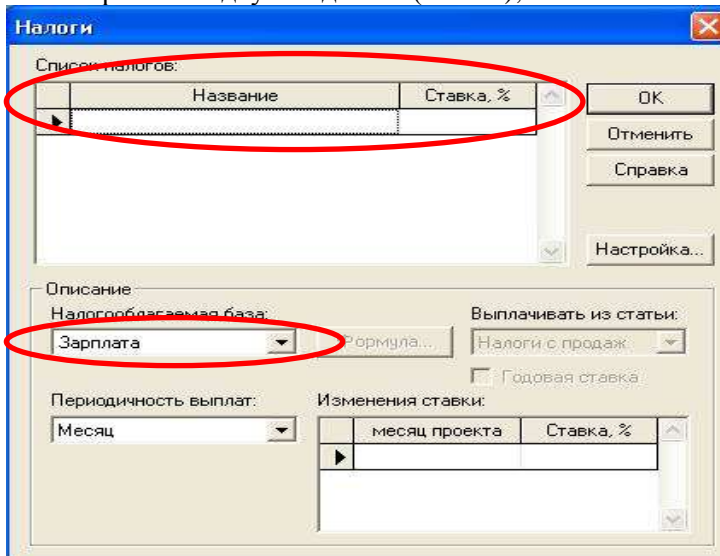 Налоги
Список налогов:
Название Ставка, %
OK
Отменить
Справка
Настройка...
Описание
Налогооблагаемая база: Выплачивать из статьи:
Зарплата Формула... Налоги с продаж
Годовая ставка
Периодичность выплат: Изменения ставки:
Месяц месяц проекта Ставка, %